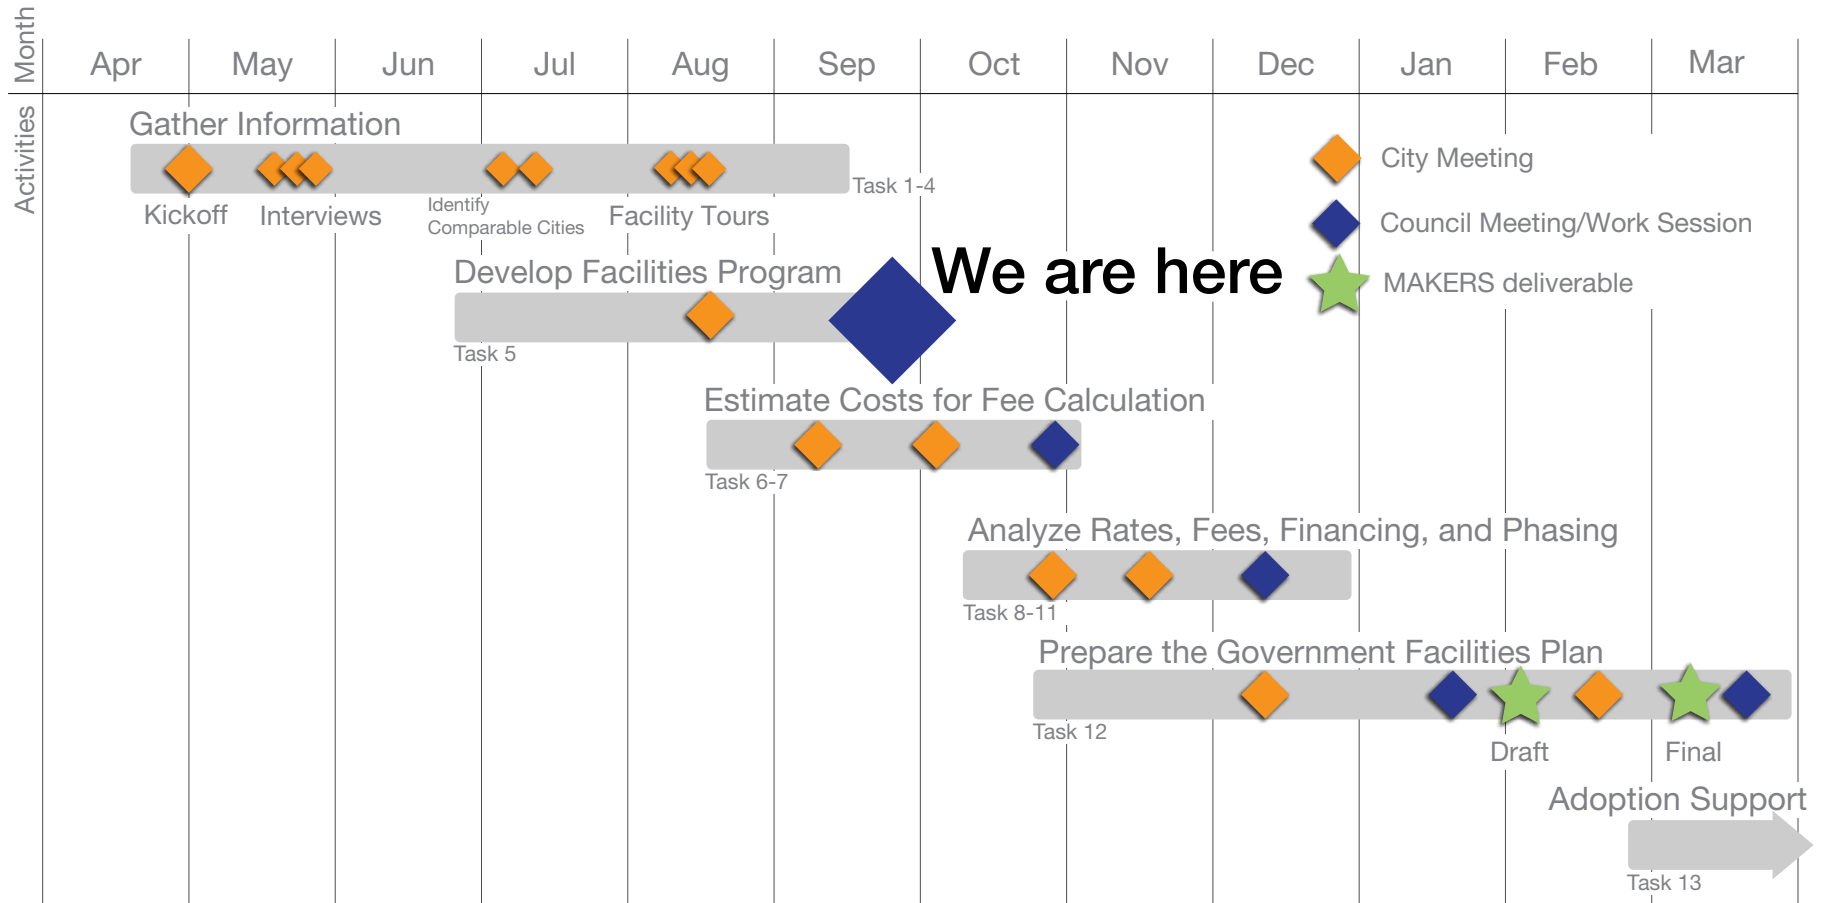 Month
Apr
May
Jun
Jul
Aug
Sep
Oct
Nov
Dec
Jan
Feb
Mar
Activities
Gather Information
Task 1-4
Kickoff
Interviews
Identify
Comparable Cities
Facility Tours
City Meeting
Council Meeting/Work Session
MAKERS deliverable
Develop Facilities Program
We are here
Task 5
Estimate Costs for Fee Calculation
Task 6-7
Analyze Rates, Fees, Financing, and Phasing
Task 8-11
Prepare the Government Facilities Plan
Task 12
Draft
Final
Adoption Support
Task 13